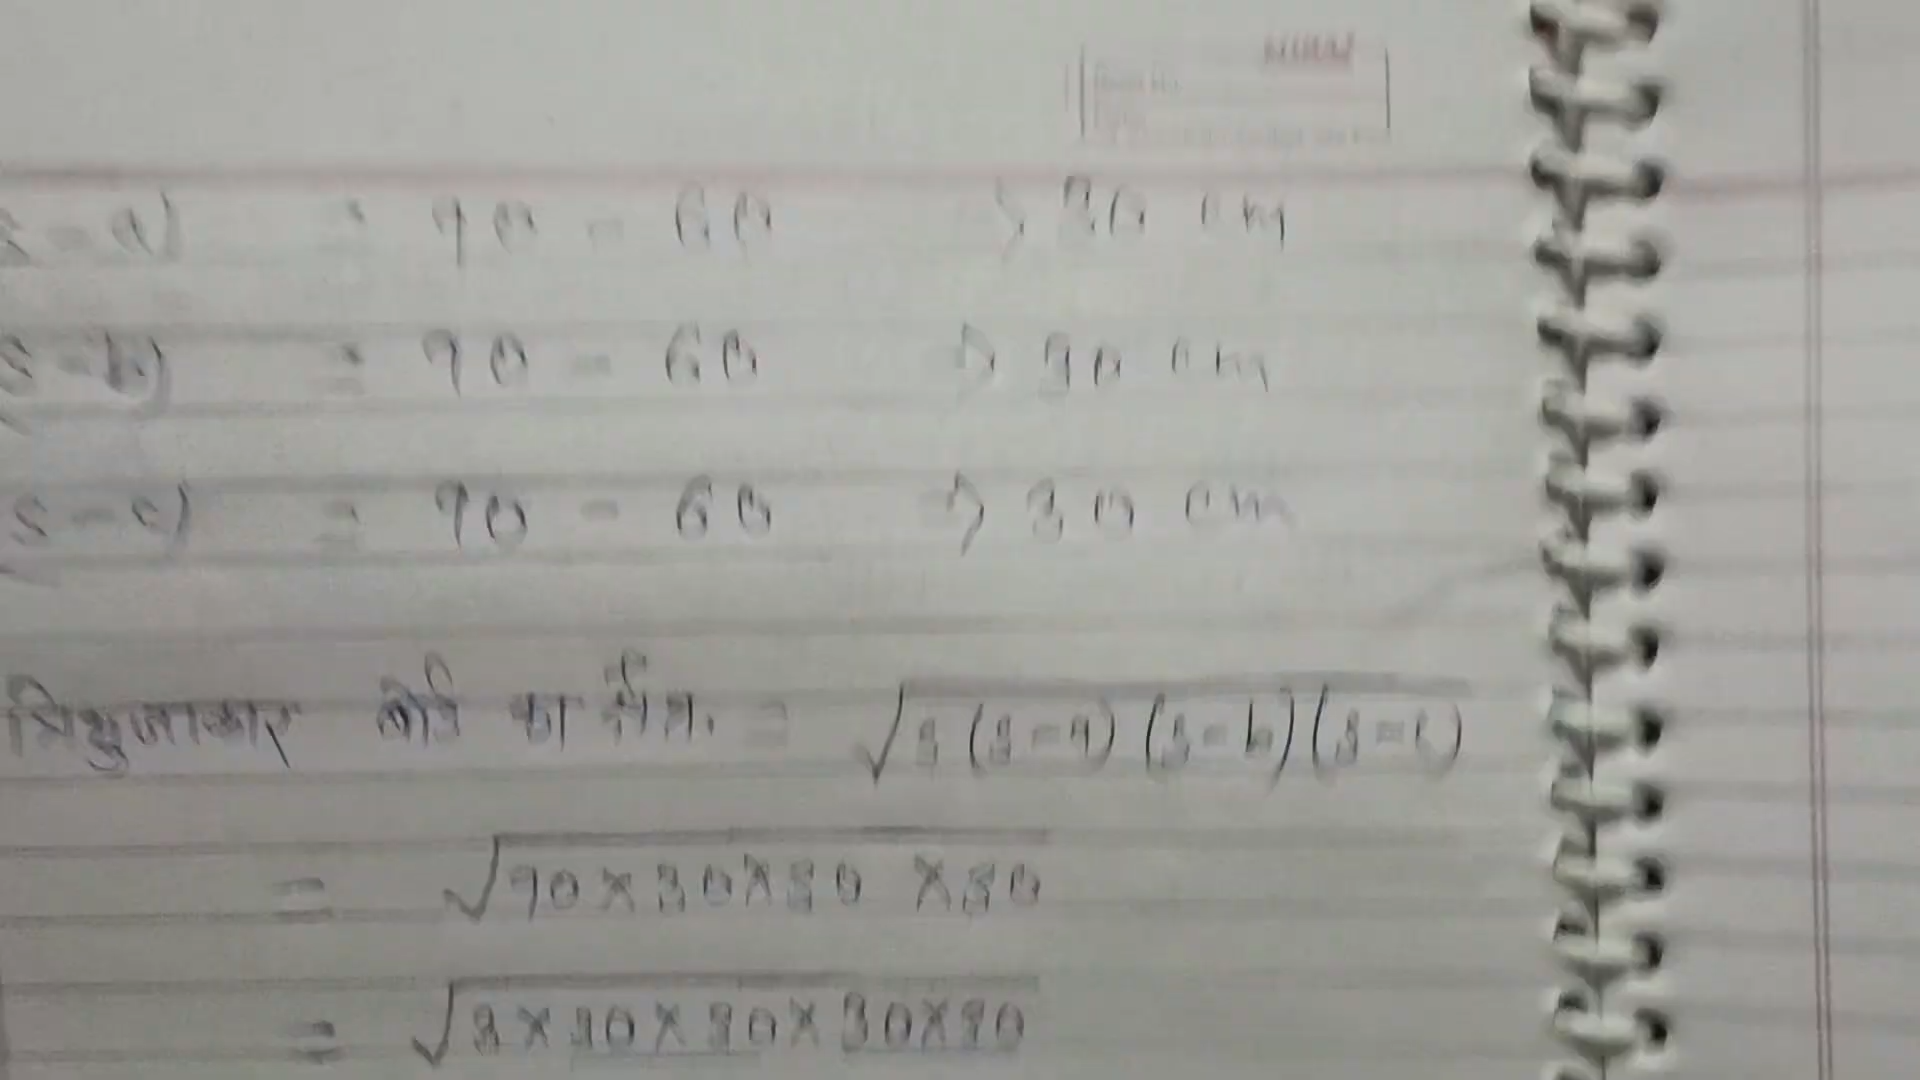 s-a) = 90 - 60 ⇒ 30 cm
s-b) = 90 - 60 ⇒ 30 cm
s-c) = 90 - 60 ⇒ 30 cm
त्रिभुजाकार बोर्ड का क्षेत्र. = √s(s-a)(s-b)(s-c)
= √90×30×30×30
= √3×30×30×30×30